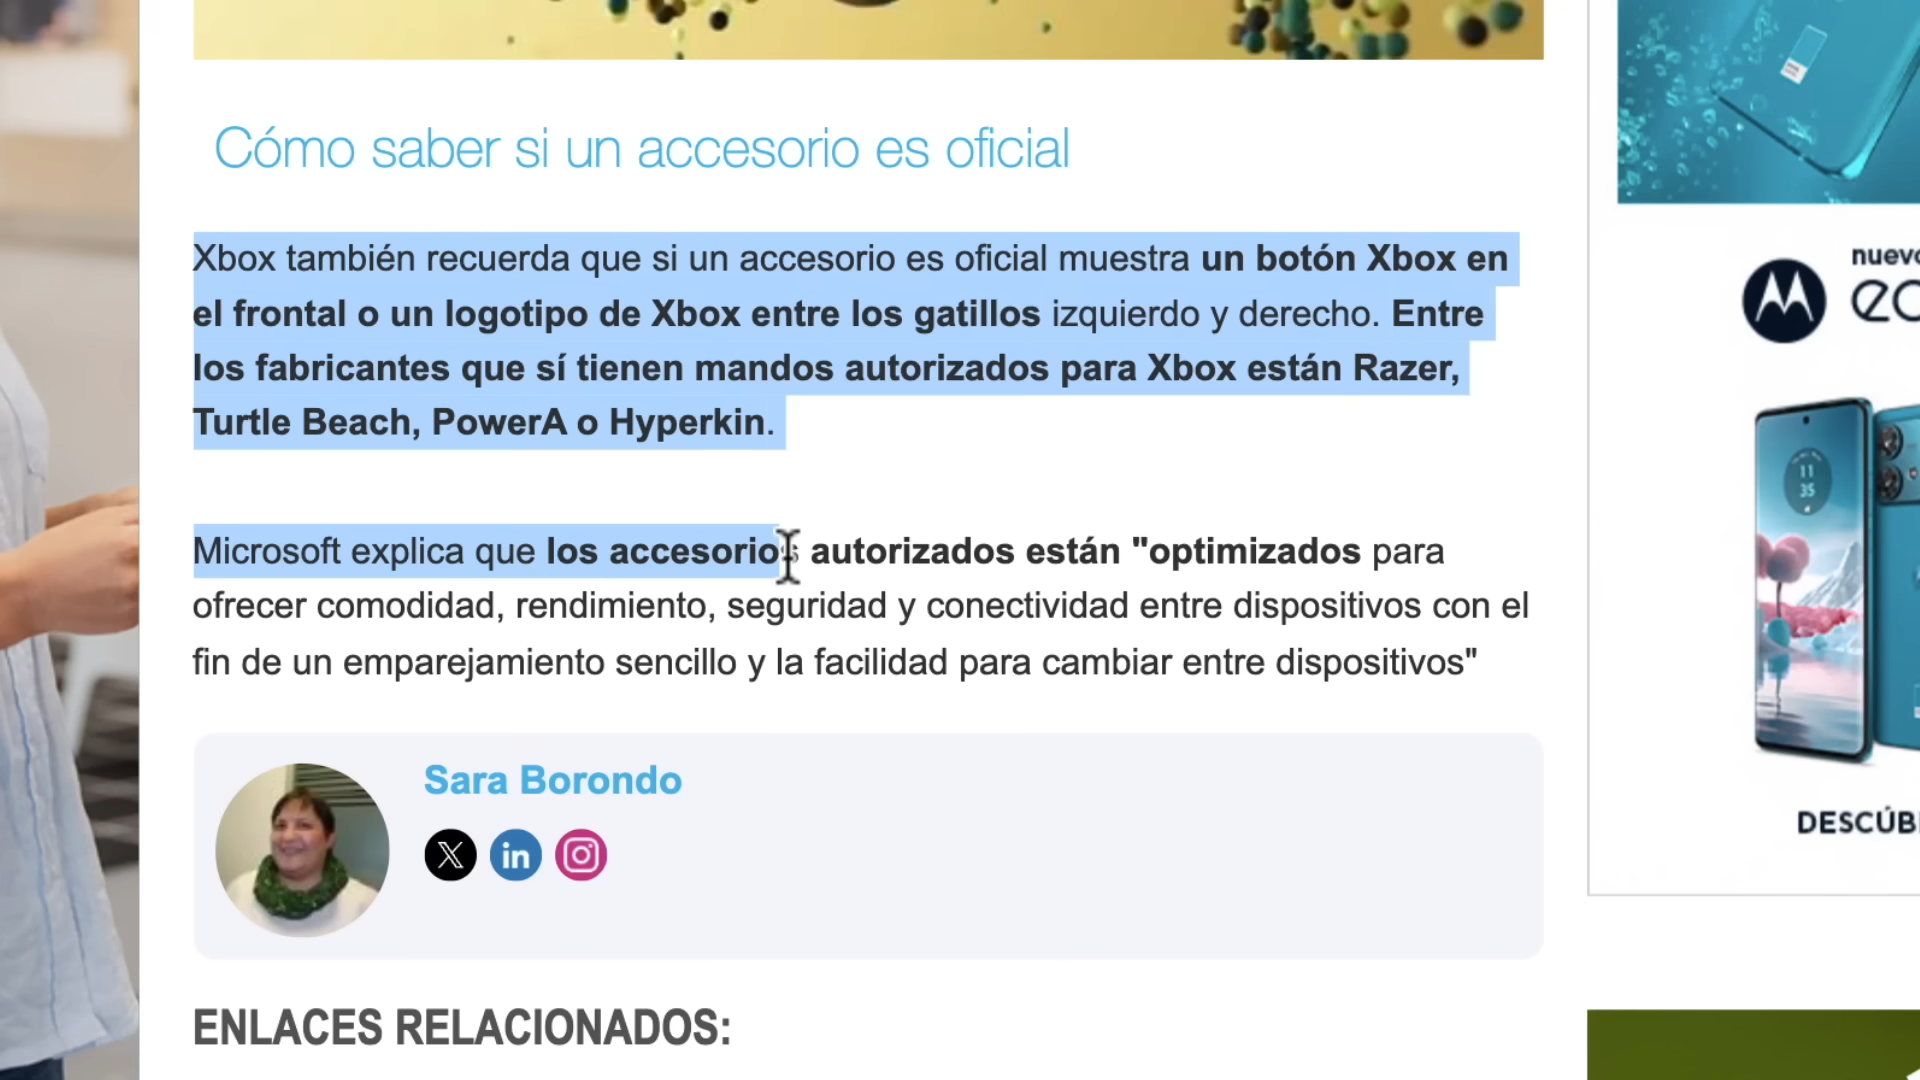 Cómo saber si un accesorio es oficial
Xbox también recuerda que si un accesorio es oficial muestra un botón Xbox en
el frontal o un logotipo de Xbox entre los gatillos izquierdo y derecho. Entre
los fabricantes que sí tienen mandos autorizados para Xbox están Razer,
Turtle Beach, PowerA o Hyperkin.
Microsoft explica que los accesorios autorizados están "optimizados para
ofrecer comodidad, rendimiento, seguridad y conectividad entre dispositivos con el
fin de un emparejamiento sencillo y la facilidad para cambiar entre dispositivos"
Sara Borondo
X in
ENLACES RELACIONADOS:
11
35
DESCÚB